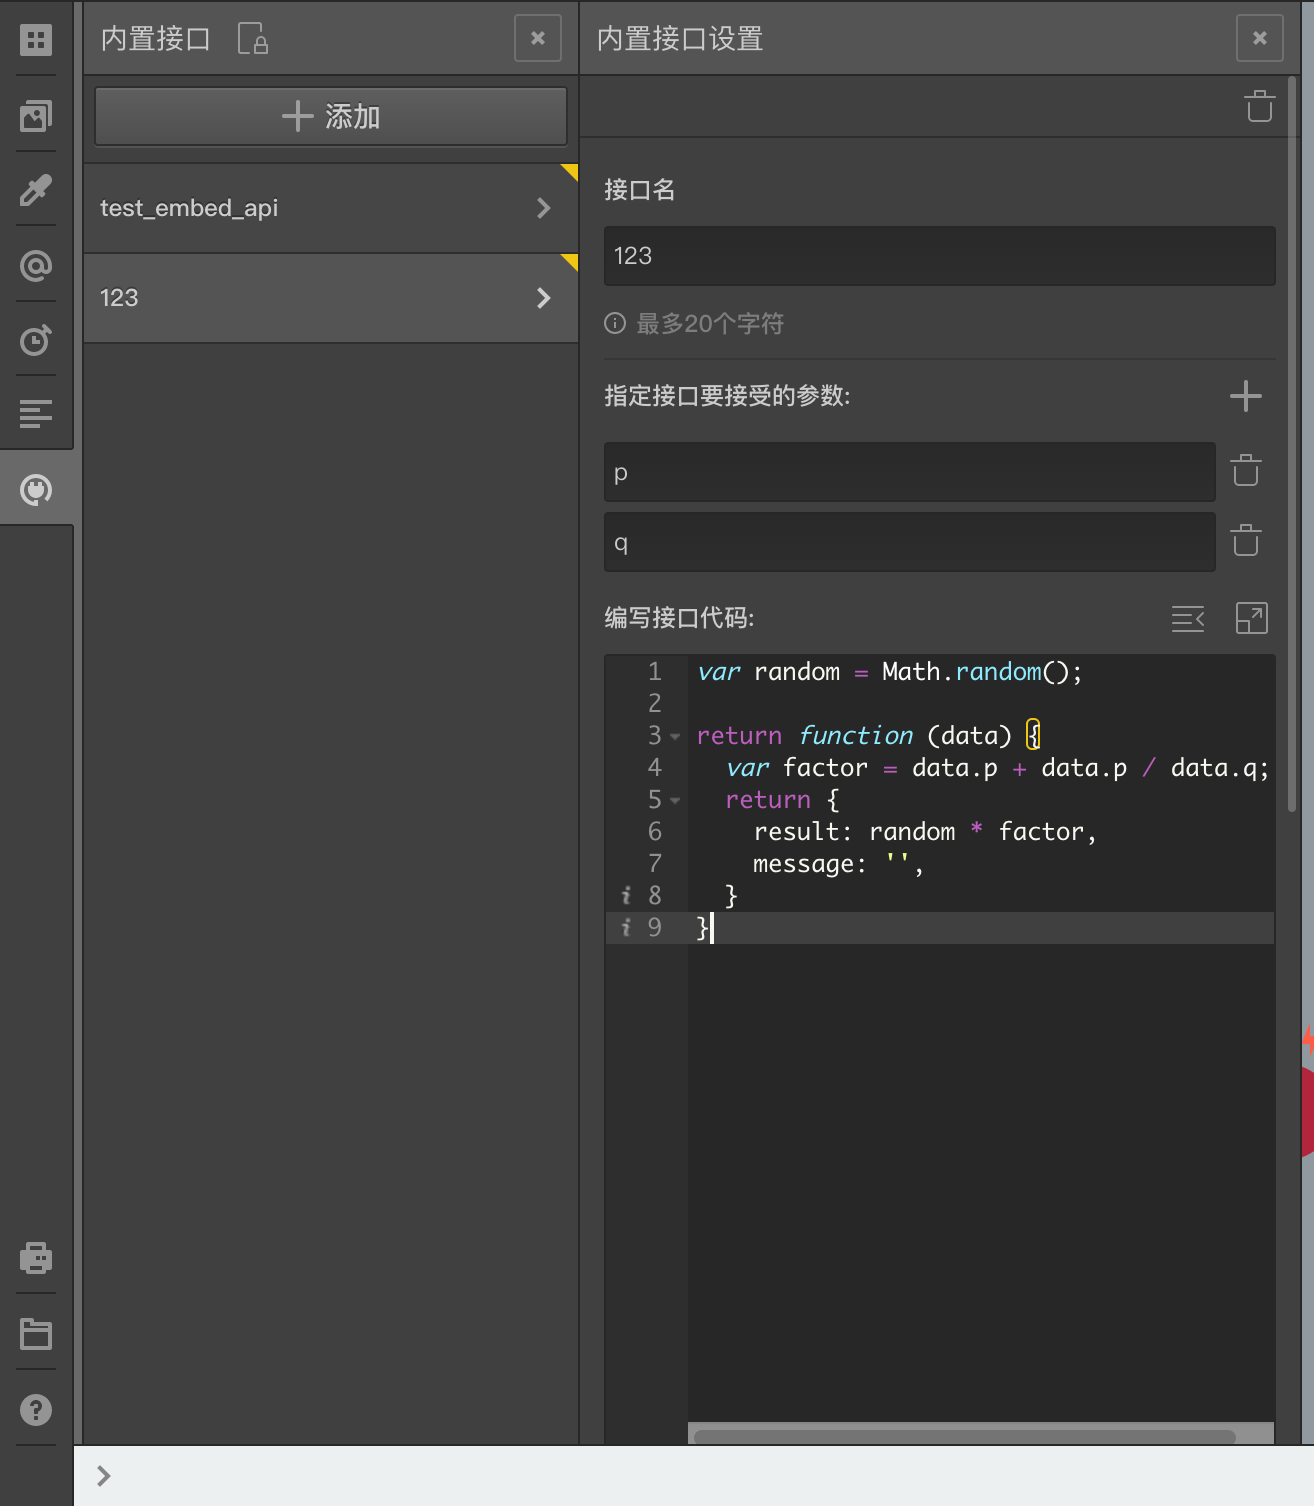 内置接口
添加
test_embed_api
123
内置接口设置
接口名
123
最多20个字符
指定接口要接受的参数:
p
q
编写接口代码:
1 var random = Math.random();
2
3 return function (data) {
4 var factor = data.p + data.p / data.q;
5 return {
6 result: random * factor,
7 message: '',
8 }
9 }